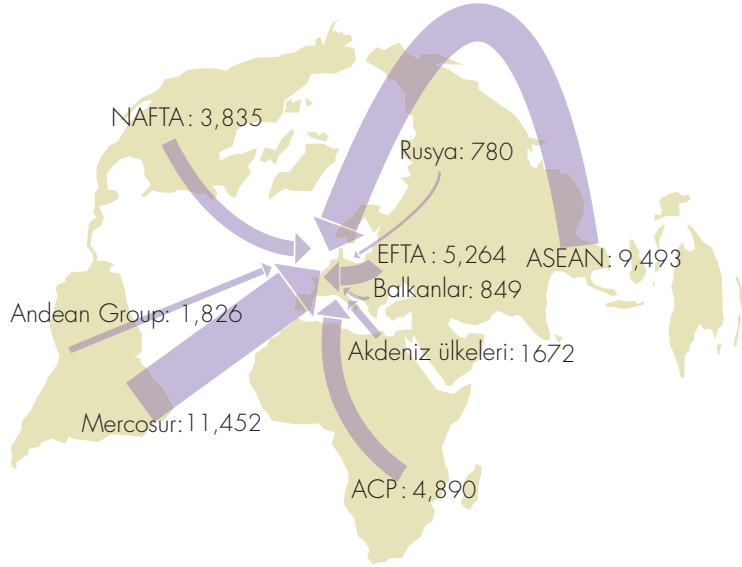 NAFTA: 3,835
Rusya: 780
EFTA: 5,264
ASEAN: 9,493
Balkanlar: 849
Andean Group: 1,826
Akdeniz ülkeleri: 1672
Mercosur: 11,452
ACP: 4,890